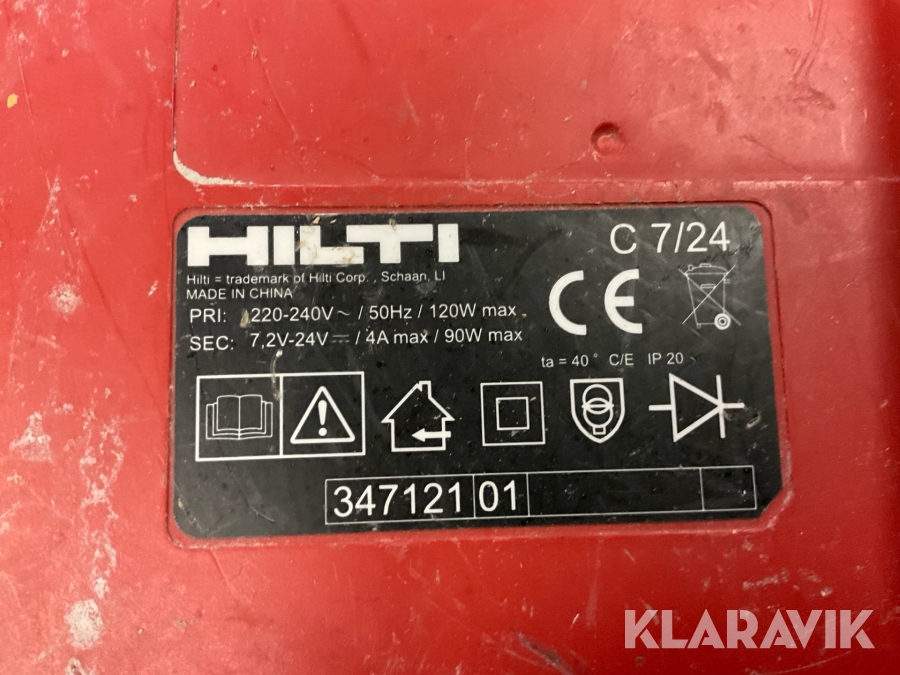 HILTI
C 7/24
Hilti = trademark of Hilti Corp. , Schaan, LI
MADE IN CHINA
PRI: 220-240V ~ / 50Hz / 120W max
SEC: 7,2V-24V ⎓ / 4A max / 90W max
CE
ta = 40° C/E IP 20
347121 01
KLARAVIK